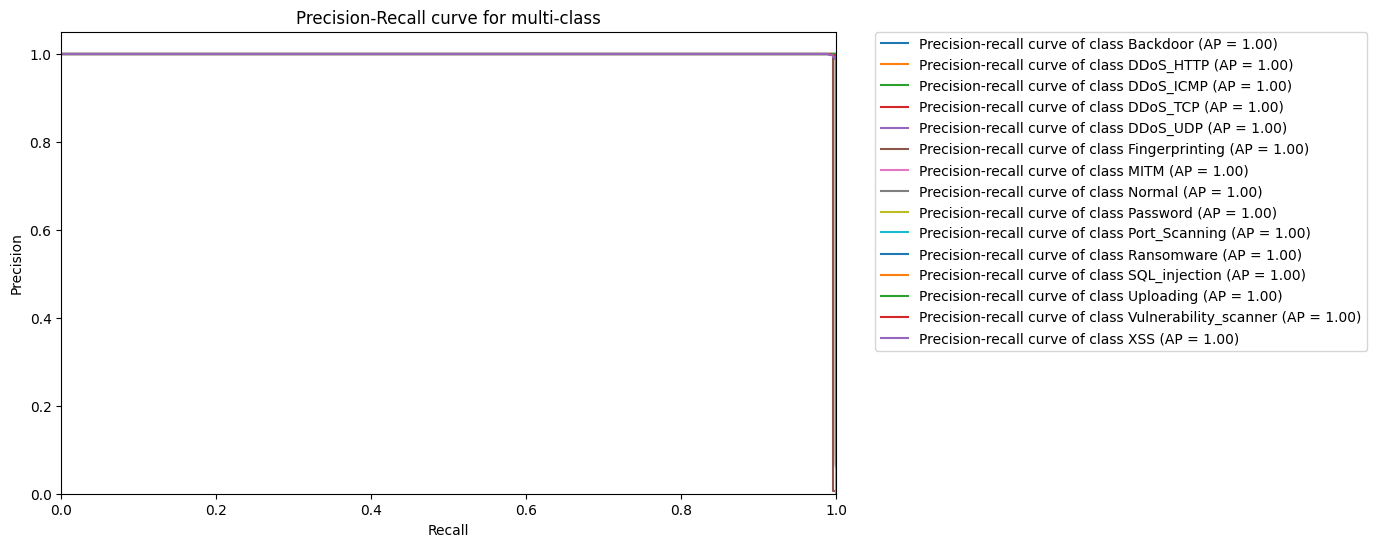 Precision-Recall curve for multi-class
Precision
1.0
0.8
0.6
0.4
0.2
0.0
0.0 0.2 0.4 0.6 0.8 1.0
Recall
Precision-recall curve of class Backdoor (AP = 1.00)
Precision-recall curve of class DDoS_HTTP (AP = 1.00)
Precision-recall curve of class DDoS_ICMP (AP = 1.00)
Precision-recall curve of class DDoS_TCP (AP = 1.00)
Precision-recall curve of class DDoS_UDP (AP = 1.00)
Precision-recall curve of class Fingerprinting (AP = 1.00)
Precision-recall curve of class MITM (AP = 1.00)
Precision-recall curve of class Normal (AP = 1.00)
Precision-recall curve of class Password (AP = 1.00)
Precision-recall curve of class Port_Scanning (AP = 1.00)
Precision-recall curve of class Ransomware (AP = 1.00)
Precision-recall curve of class SQL_injection (AP = 1.00)
Precision-recall curve of class Uploading (AP = 1.00)
Precision-recall curve of class Vulnerability_scanner (AP = 1.00)
Precision-recall curve of class XSS (AP = 1.00)